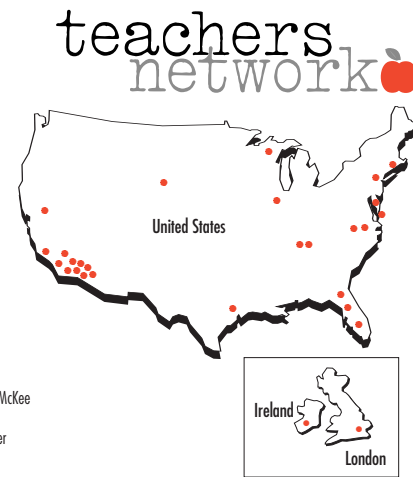 teachers
network
United States
McKee
er
Ireland
London